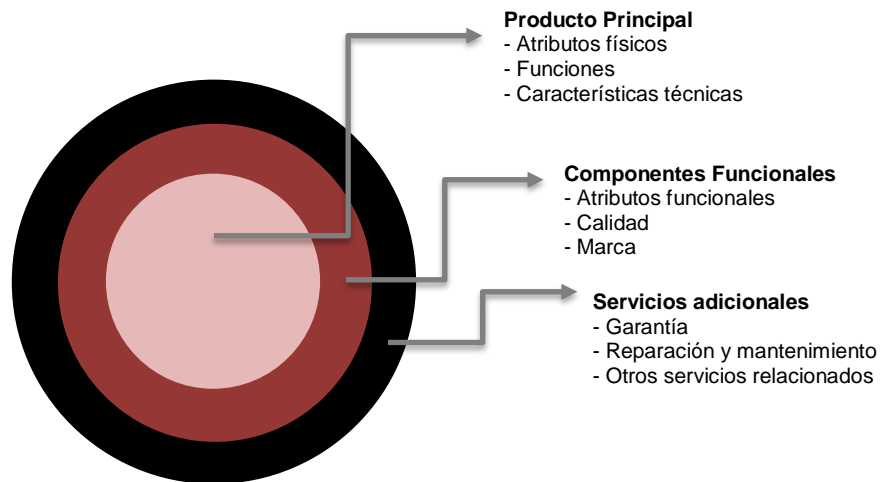 Producto Principal
- Atributos físicos
- Funciones
- Características técnicas
Componentes Funcionales
- Atributos funcionales
- Calidad
- Marca
Servicios adicionales
- Garantía
- Reparación y mantenimiento
- Otros servicios relacionados